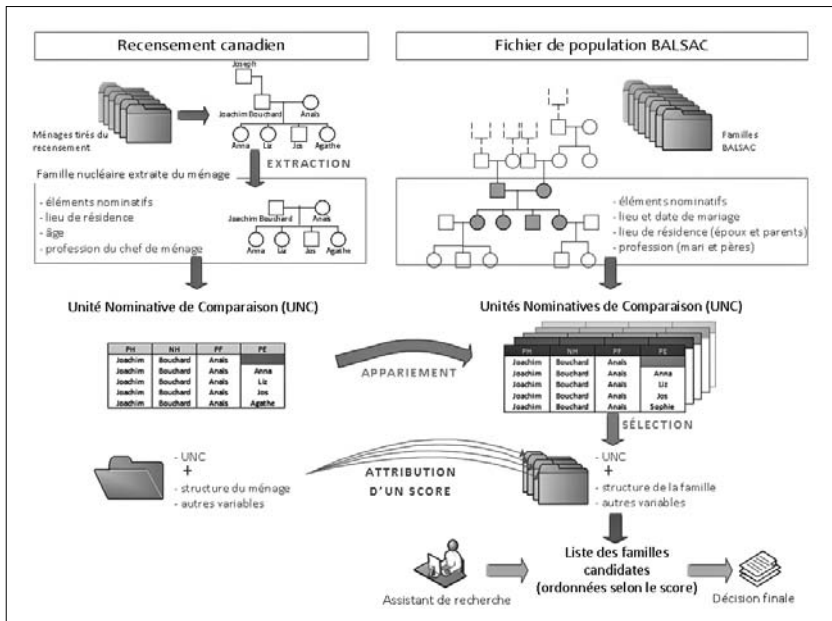 Recensement canadien
Joseph
Joachim Bouchard
Anaïs
Ménages tirés du
recensement
Anna
Liz
Jos
Agathe
EXTRACTION
Famille nucléaire extraite du ménage
- éléments nominatifs
- lieu de résidence
- âge
- profession du chef de ménage
Joachim Bouchard
Anaïs
Anna
Liz
Jos
Agathe
Unité Nominative de Comparaison (UNC)
PH NH PF PE
Joachim Bouchard Anaïs
Joachim Bouchard Anaïs Anna
Joachim Bouchard Anaïs Liz
Joachim Bouchard Anaïs Jos
Joachim Bouchard Anaïs Agathe
Fichier de population BALSAC
Familles
BALSAC
- éléments nominatifs
- lieu et date de mariage
- lieu de résidence (époux et parents)
- profession (mari et pères)
Unités Nominatives de Comparaison (UNC)
PH NH PF PE
Joachim Bouchard Anaïs
Joachim Bouchard Anaïs Anna
Joachim Bouchard Anaïs Liz
Joachim Bouchard Anaïs Jos
Joachim Bouchard Anaïs Sophie
APPARIEMENT
SÉLECTION
- UNC
+
- structure du ménage
- autres variables
ATTRIBUTION
D'UN SCORE
- UNC
+
- structure de la famille
- autres variables
Assistant de recherche
Liste des familles
candidates
(ordonnées selon le score)
Décision finale